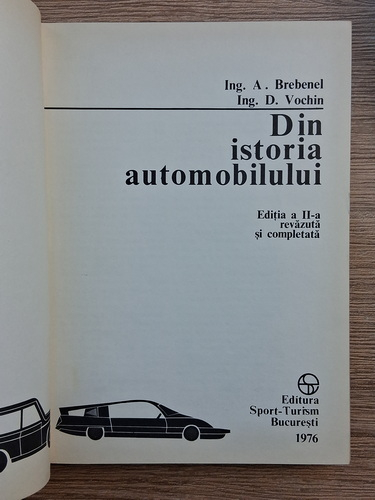 Ing. A. Brebenel
Ing. D. Vochin
Din
istoria
automobilului
Ediția a II-a
revăzută
și completată
Editura
Sport-Turism
București
1976